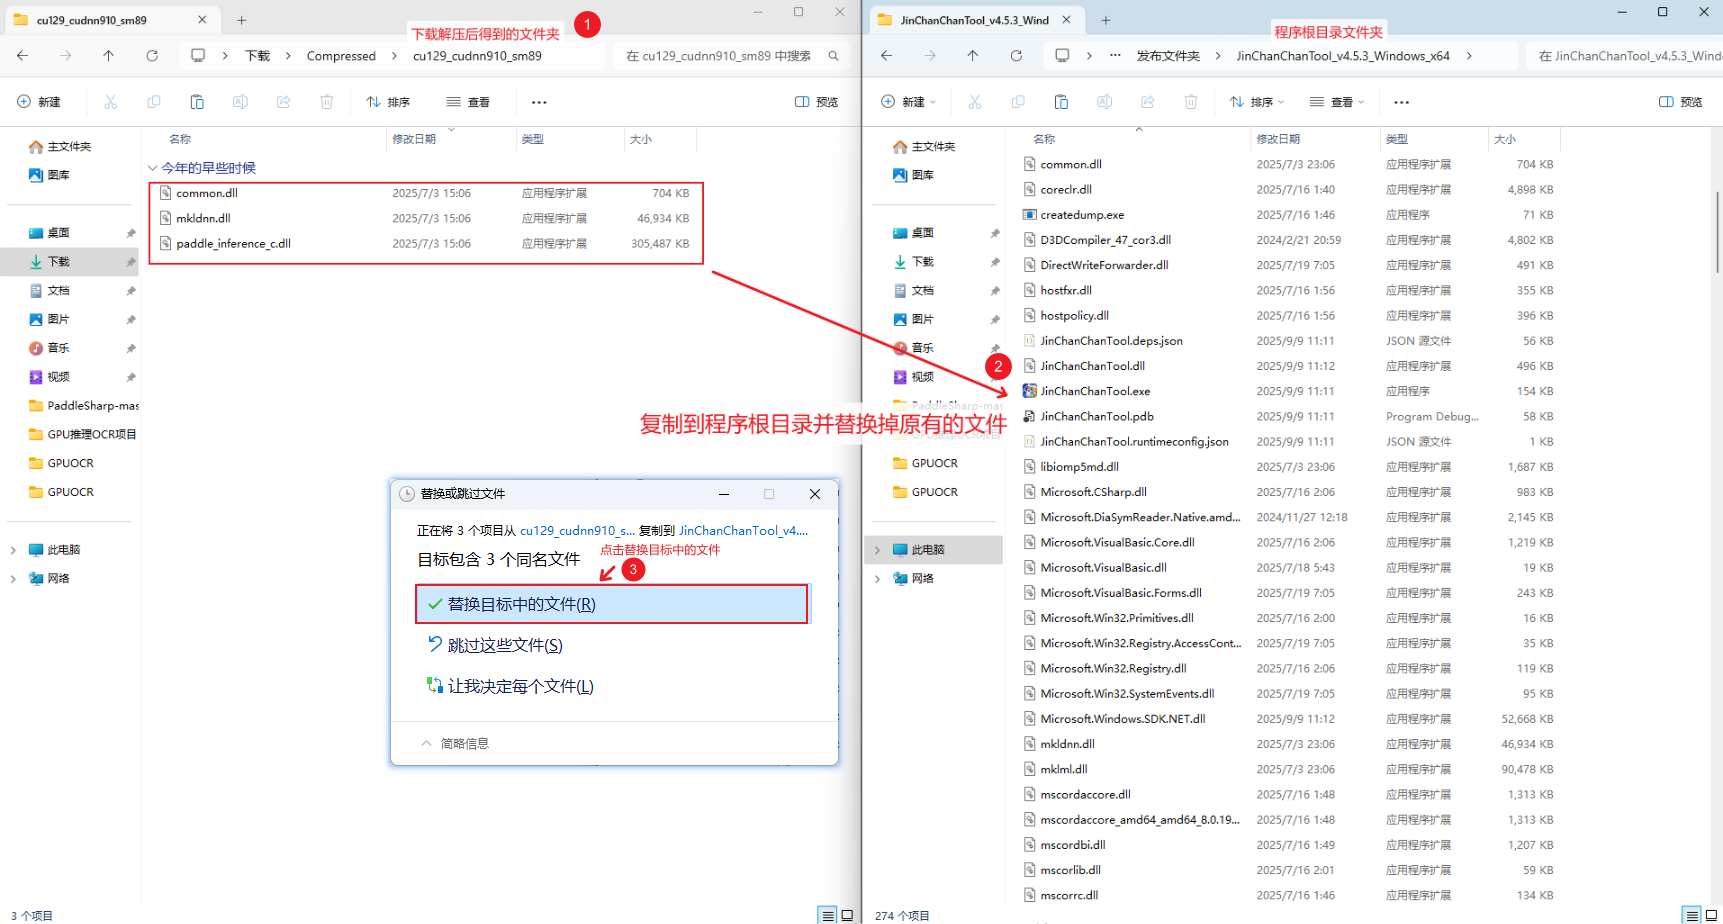 cu129_cudnn910_sm89
下载解压后得到的文件夹
1
下载
Compressed
cu129_cudnn910_sm89
在 cu129_cudnn910_sm89 中搜索
新建
排序
查看
预览
名称
修改日期
类型
大小
主文件夹
图库
桌面
下载
文档
图片
音乐
视频
PaddleSharp-mas
GPU推理OCR项目
GPUOCR
GPUOCR
此电脑
网络
今年的早些时候
common.dll 2025/7/3 15:06 应用程序扩展 704 KB
mkldnn.dll 2025/7/3 15:06 应用程序扩展 46,934 KB
paddle_inference_c.dll 2025/7/3 15:06 应用程序扩展 305,487 KB
2
复制到程序根目录并替换掉原有的文件
替换或跳过文件
正在将 3 个项目从 cu129_cudnn910_s... 复制到 JinChanChanTool_v4....
目标包含 3 个同名文件
点击替换目标中的文件
3
替换目标中的文件(R)
跳过这些文件(S)
让我决定每个文件(L)
简略信息
3 个项目
JinChanChanTool_v4.5.3_Wind
程序根目录文件夹
发布文件夹
JinChanChanTool_v4.5.3_Windows_x64
在 JinChanChanTool_v4.5.3_Wind
新建
排序
查看
预览
名称
修改日期
类型
大小
主文件夹
图库
桌面
下载
文档
图片
音乐
视频
PaddleSharp-mas
GPUOCR
GPUOCR
此电脑
网络
common.dll 2025/7/3 23:06 应用程序扩展 704 KB
coreclr.dll 2025/7/16 1:40 应用程序扩展 4,898 KB
createdump.exe 2025/7/16 1:46 应用程序 71 KB
D3DCompiler_47_cor3.dll 2024/2/21 20:59 应用程序扩展 4,802 KB
DirectWriteForwarder.dll 2025/7/19 7:05 应用程序扩展 491 KB
hostfxr.dll 2025/7/16 1:56 应用程序扩展 355 KB
hostpolicy.dll 2025/7/16 1:56 应用程序扩展 396 KB
JinChanChanTool.deps.json 2025/9/9 11:11 JSON 源文件 56 KB
JinChanChanTool.dll 2025/9/9 11:12 应用程序扩展 496 KB
JinChanChanTool.exe 2025/9/9 11:11 应用程序 154 KB
JinChanChanTool.pdb 2025/9/9 11:11 Program Debug... 58 KB
JinChanChanTool.runtimeconfig.json 2025/9/9 11:11 JSON 源文件 1 KB
libiomp5md.dll 2025/7/3 23:06 应用程序扩展 1,687 KB
Microsoft.CSharp.dll 2025/7/16 2:06 应用程序扩展 983 KB
Microsoft.DiaSymReader.Native.amd... 2024/11/27 12:18 应用程序扩展 2,145 KB
Microsoft.VisualBasic.Core.dll 2025/7/16 2:06 应用程序扩展 1,219 KB
Microsoft.VisualBasic.dll 2025/7/18 5:43 应用程序扩展 19 KB
Microsoft.VisualBasic.Forms.dll 2025/7/19 7:05 应用程序扩展 243 KB
Microsoft.Win32.Primitives.dll 2025/7/16 2:00 应用程序扩展 16 KB
Microsoft.Win32.Registry.AccessCont... 2025/7/19 7:05 应用程序扩展 35 KB
Microsoft.Win32.Registry.dll 2025/7/16 2:06 应用程序扩展 119 KB
Microsoft.Win32.SystemEvents.dll 2025/7/19 7:05 应用程序扩展 95 KB
Microsoft.Windows.SDK.NET.dll 2025/9/9 11:12 应用程序扩展 52,668 KB
mkldnn.dll 2025/7/3 23:06 应用程序扩展 46,934 KB
mklml.dll 2025/7/3 23:06 应用程序扩展 90,478 KB
mscordaccore.dll 2025/7/16 1:48 应用程序扩展 1,313 KB
mscordaccore_amd64_amd64_8.0.19... 2025/7/16 1:48 应用程序扩展 1,313 KB
mscordbi.dll 2025/7/16 1:49 应用程序扩展 1,207 KB
mscorlib.dll 2025/7/16 2:01 应用程序扩展 59 KB
mscorrc.dll 2025/7/16 1:46 应用程序扩展 134 KB
274 个项目